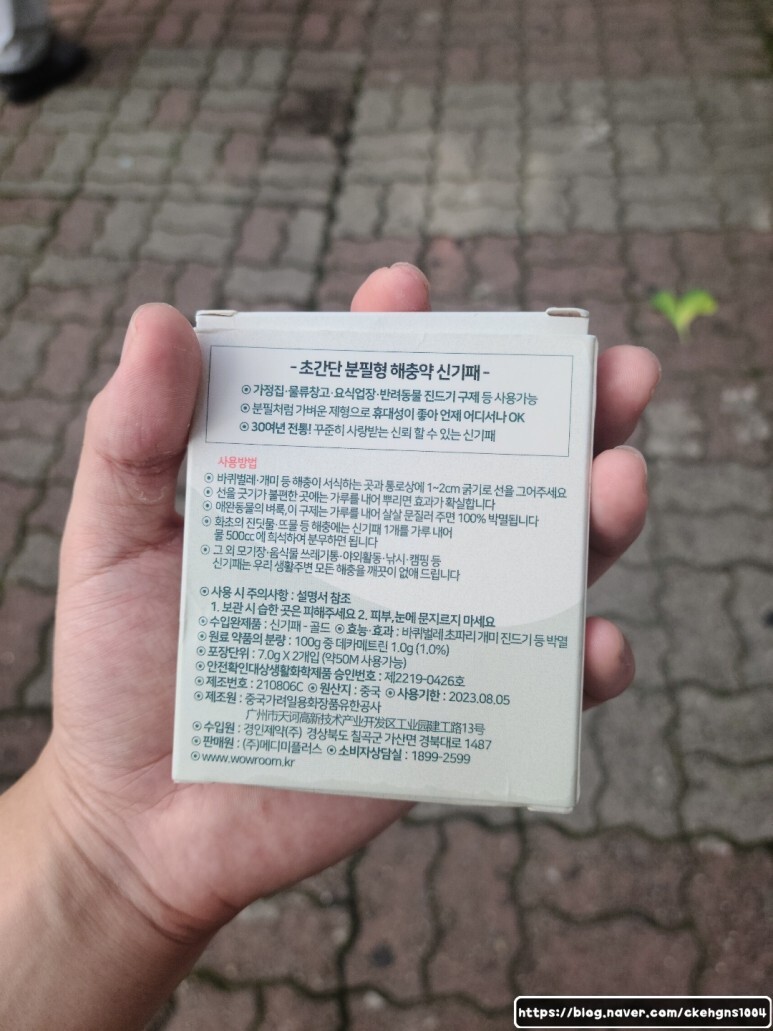 - 초간단 분필형 해충약 신기패 -
⦿ 가정집·물류창고·요식업장·반려동물 진드기 구제 등 사용가능
⦿ 분필처럼 가벼운 제형으로 휴대성이 좋아 언제 어디서나 OK
⦿ 30여년 전통! 꾸준히 사랑받는 신뢰 할 수 있는 신기패
사용방법
⦿ 바퀴벌레·개미 등 해충이 서식하는 곳과 통로상에 1~2cm 굵기로 선을 그어주세요
⦿ 선을 긋기가 불편한 곳에는 가루를 내어 뿌리면 효과가 확실합니다
⦿ 애완동물의 벼룩,이 구제는 가루를 내어 살살 문질러 주면 100% 박멸됩니다
⦿ 화초의 진딧물·뜨물 등 해충에는 신기패 1개를 가루 내어
물 500cc 에 희석하여 분무하면 됩니다
⦿ 그 외 모기장·음식물 쓰레기통·야외활동·낚시·캠핑 등
신기패는 우리 생활주변 모든 해충을 깨끗이 없애 드립니다
⦿ 사용 시 주의사항 : 설명서 참조
1. 보관 시 습한 곳은 피해주세요 2. 피부,눈에 문지르지 마세요
⦿ 수입완제품 : 신기패 - 골드 ⦿ 효능·효과 : 바퀴벌레 초파리 개미 진드기 등 박멸
⦿ 원료 약품의 분량 : 100g 중 데카메트린 1.0g (1.0%)
⦿ 포장단위 : 7.0g X 2개입 (약50M 사용가능)
⦿ 안전확인대상생활화학제품 승인번호 : 제2219-0426호
⦿ 제조번호 : 210806C ⦿ 원산지 : 중국 ⦿ 사용기한 : 2023.08.05
⦿ 제조원 : 중국가려일용화장품유한공사
广州市天河高新技术产业开发区工业园建工路13号
⦿ 수입원 : 경인제약(주) 경상북도 칠곡군 가산면 경북대로 1487
⦿ 판매원 : (주)메디미플러스 ⦿ 소비자상담실 : 1899-2599
⦿ www.wowroom.kr
https://blog.naver.com/ckehgns1004